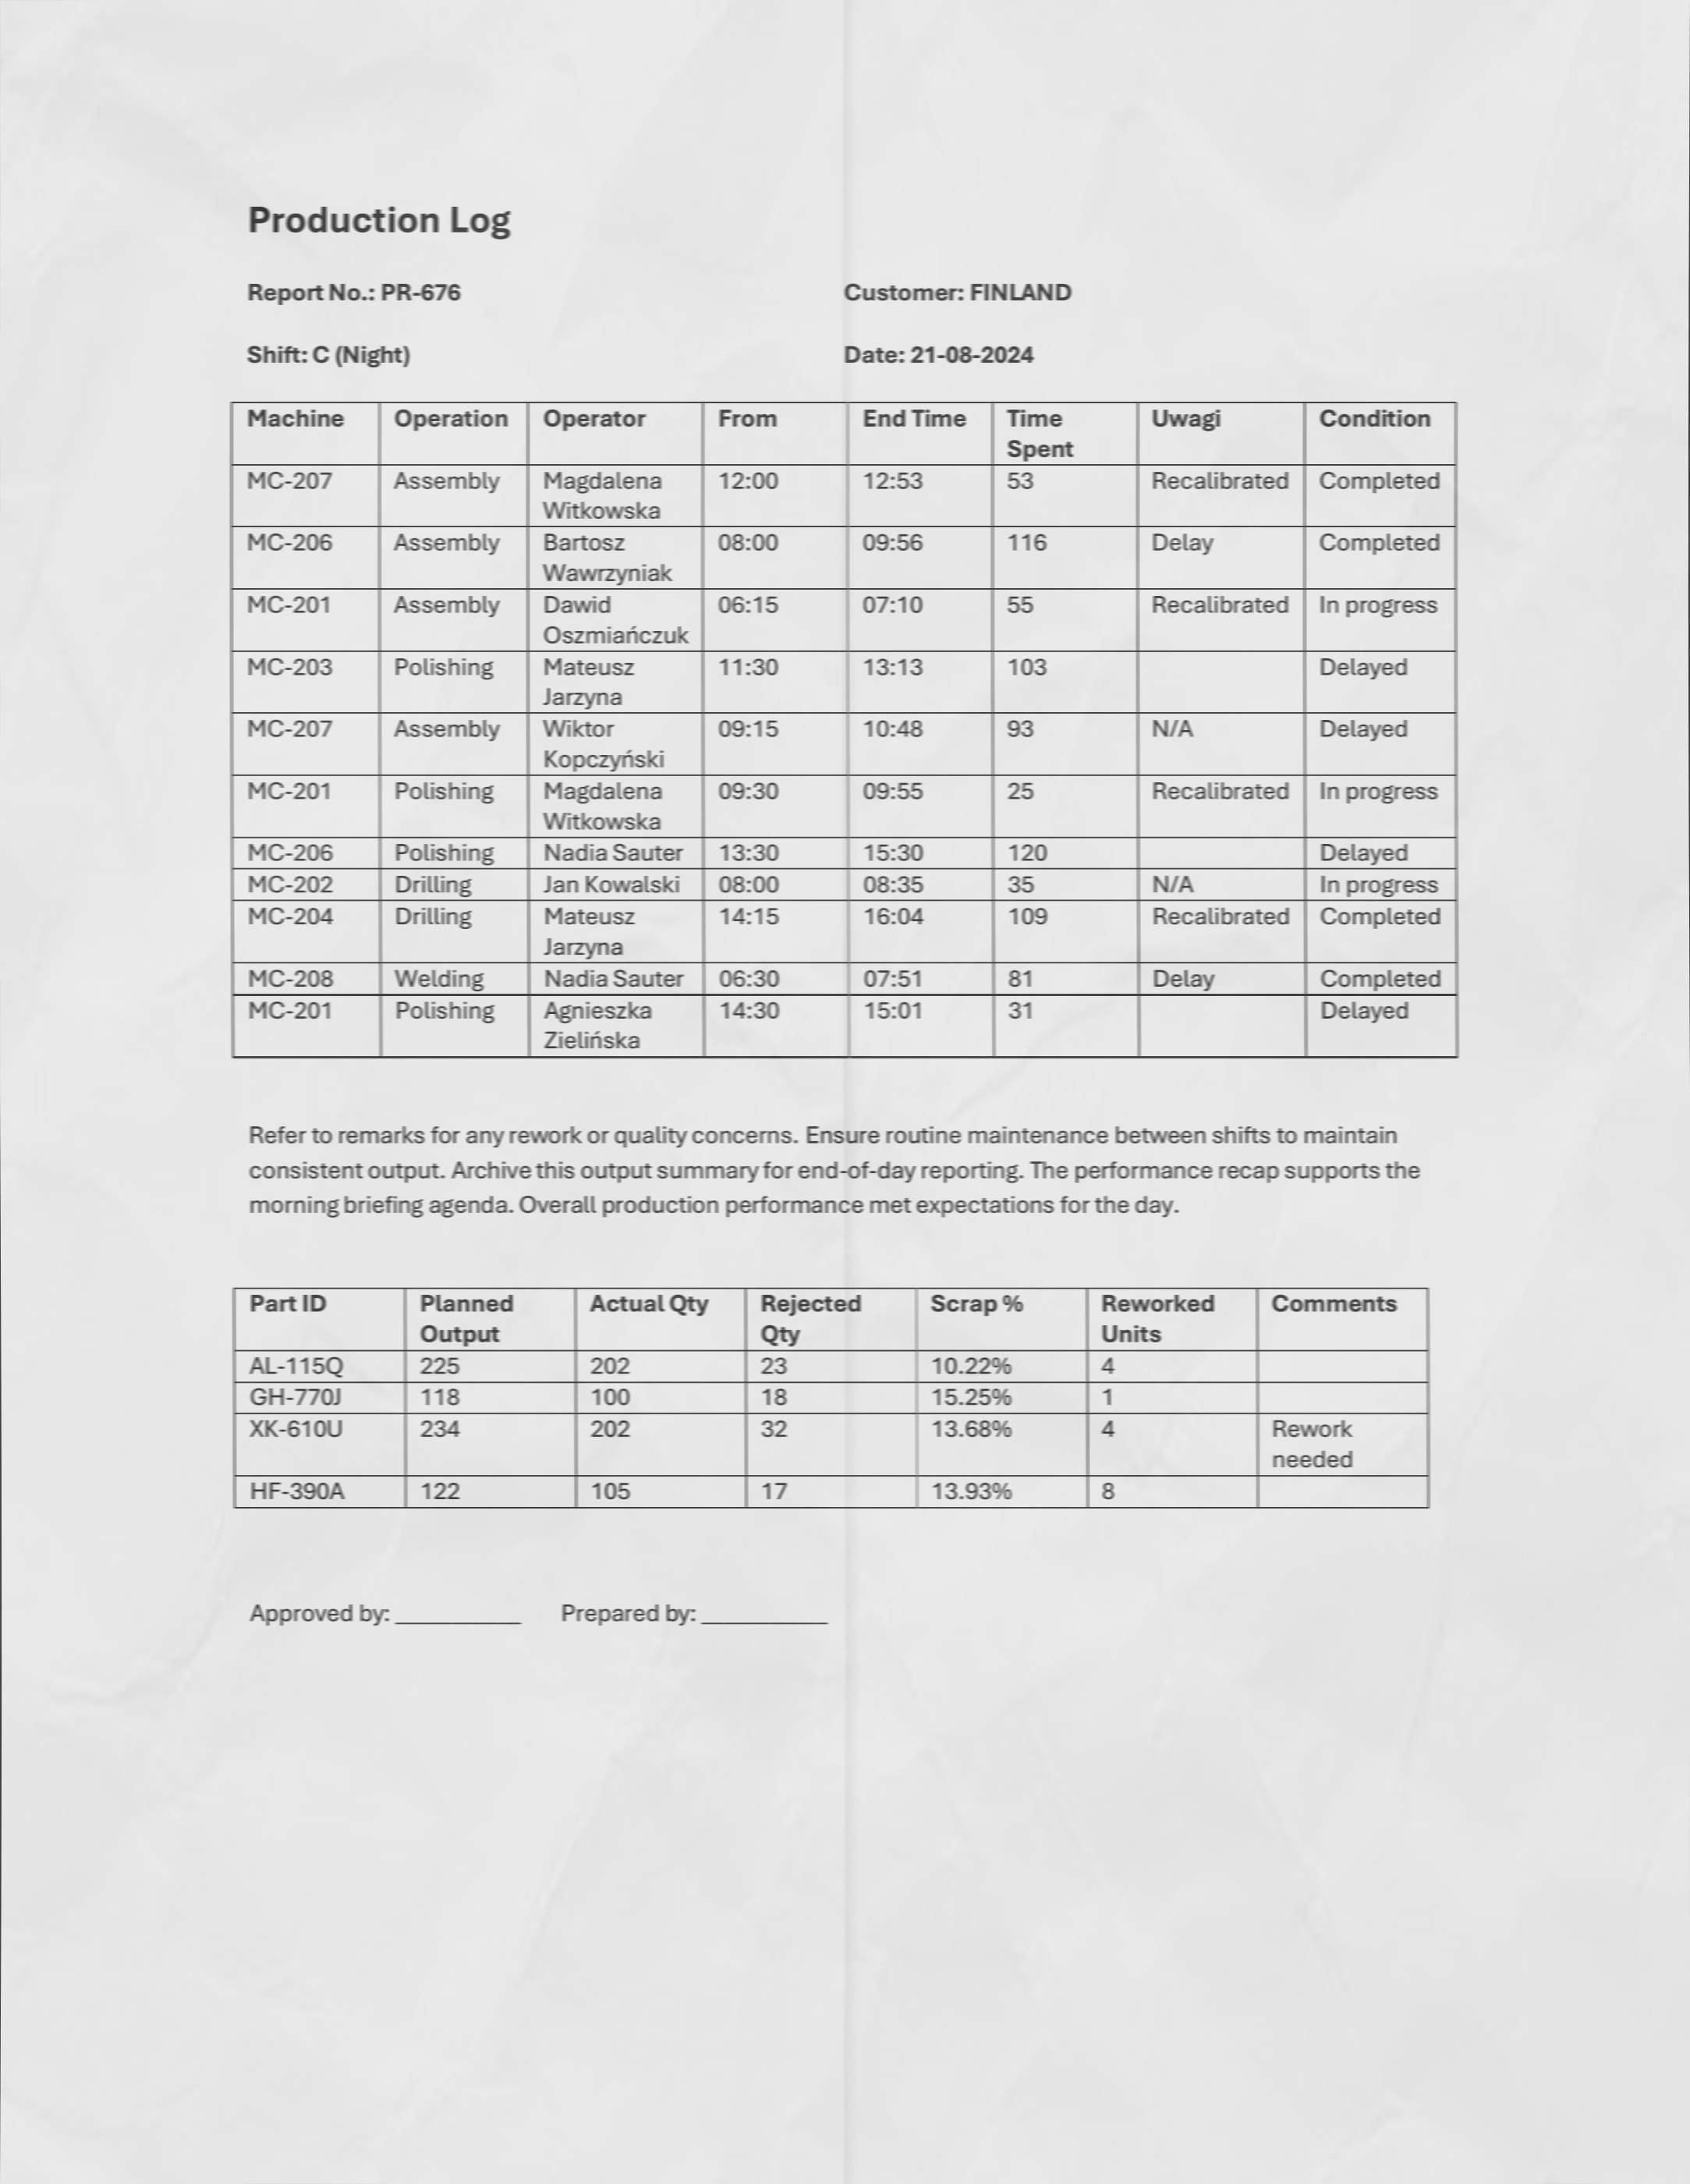 Production Log
Report No.: PR-676 Customer: FINLAND
Shift: C (Night) Date: 21-08-2024
Machine Operation Operator From End Time Time Spent Uwagi Condition
MC-207 Assembly Magdalena Witkowska 12:00 12:53 53 Recalibrated Completed
MC-206 Assembly Bartosz Wawrzyniak 08:00 09:56 116 Delay Completed
MC-201 Assembly Dawid Oszmiańczuk 06:15 07:10 55 Recalibrated In progress
MC-203 Polishing Mateusz Jarzyna 11:30 13:13 103 Delayed
MC-207 Assembly Wiktor Kopczyński 09:15 10:48 93 N/A Delayed
MC-201 Polishing Magdalena Witkowska 09:30 09:55 25 Recalibrated In progress
MC-206 Polishing Nadia Sauter 13:30 15:30 120 Delayed
MC-202 Drilling Jan Kowalski 08:00 08:35 35 N/A In progress
MC-204 Drilling Mateusz Jarzyna 14:15 16:04 109 Recalibrated Completed
MC-208 Welding Nadia Sauter 06:30 07:51 81 Delay Completed
MC-201 Polishing Agnieszka Zielińska 14:30 15:01 31 Delayed
Refer to remarks for any rework or quality concerns. Ensure routine maintenance between shifts to maintain
consistent output. Archive this output summary for end-of-day reporting. The performance recap supports the
morning briefing agenda. Overall production performance met expectations for the day.
Part ID Planned Output Actual Qty Rejected Qty Scrap % Reworked Units Comments
AL-115Q 225 202 23 10.22% 4
GH-770J 118 100 18 15.25% 1
XK-610U 234 202 32 13.68% 4 Rework needed
HF-390A 122 105 17 13.93% 8
Approved by: __________ Prepared by: __________